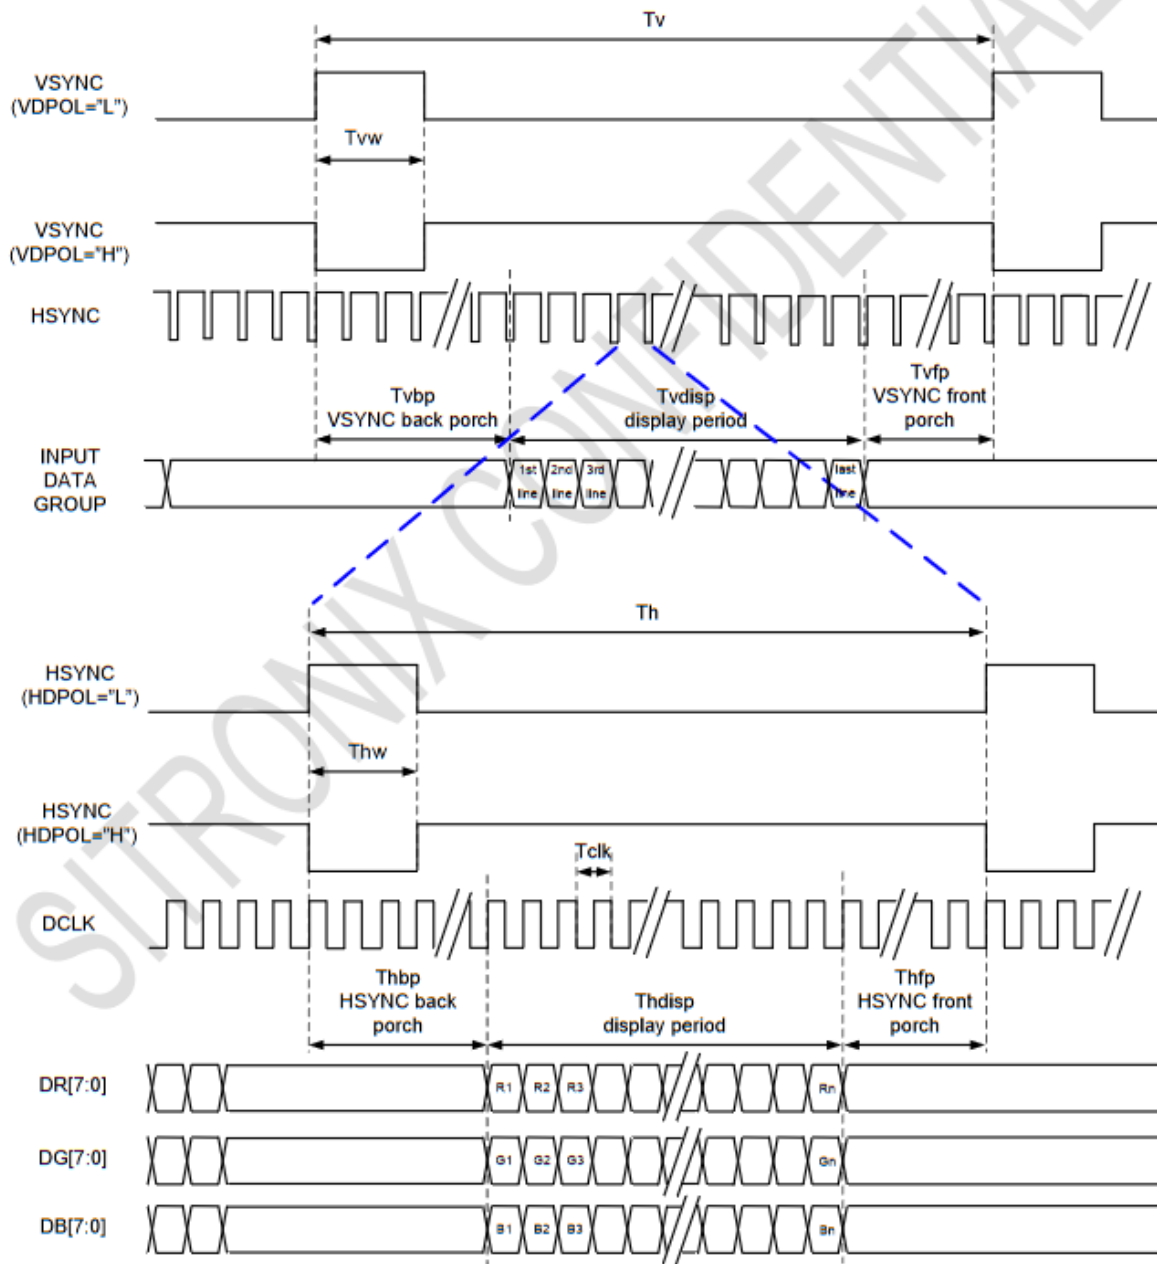 Tv
VSYNC
(VDPOL="L")
Tvw
VSYNC
(VDPOL="H")
HSYNC
Tvbp
VSYNC back porch
Tvdisp
display period
Tvfp
VSYNC front
porch
INPUT
DATA
GROUP
1st
line
2nd
line
3rd
line
last
line
Th
HSYNC
(HDPOL="L")
Thw
HSYNC
(HDPOL="H")
Tclk
DCLK
Thbp
HSYNC back
porch
Thdisp
display period
Thfp
HSYNC front
porch
DR[7:0]
R1 R2 R3 Rn
DG[7:0]
G1 G2 G3 Gn
DB[7:0]
B1 B2 B3 Bn
SITRONIX CONFIDENTIAL